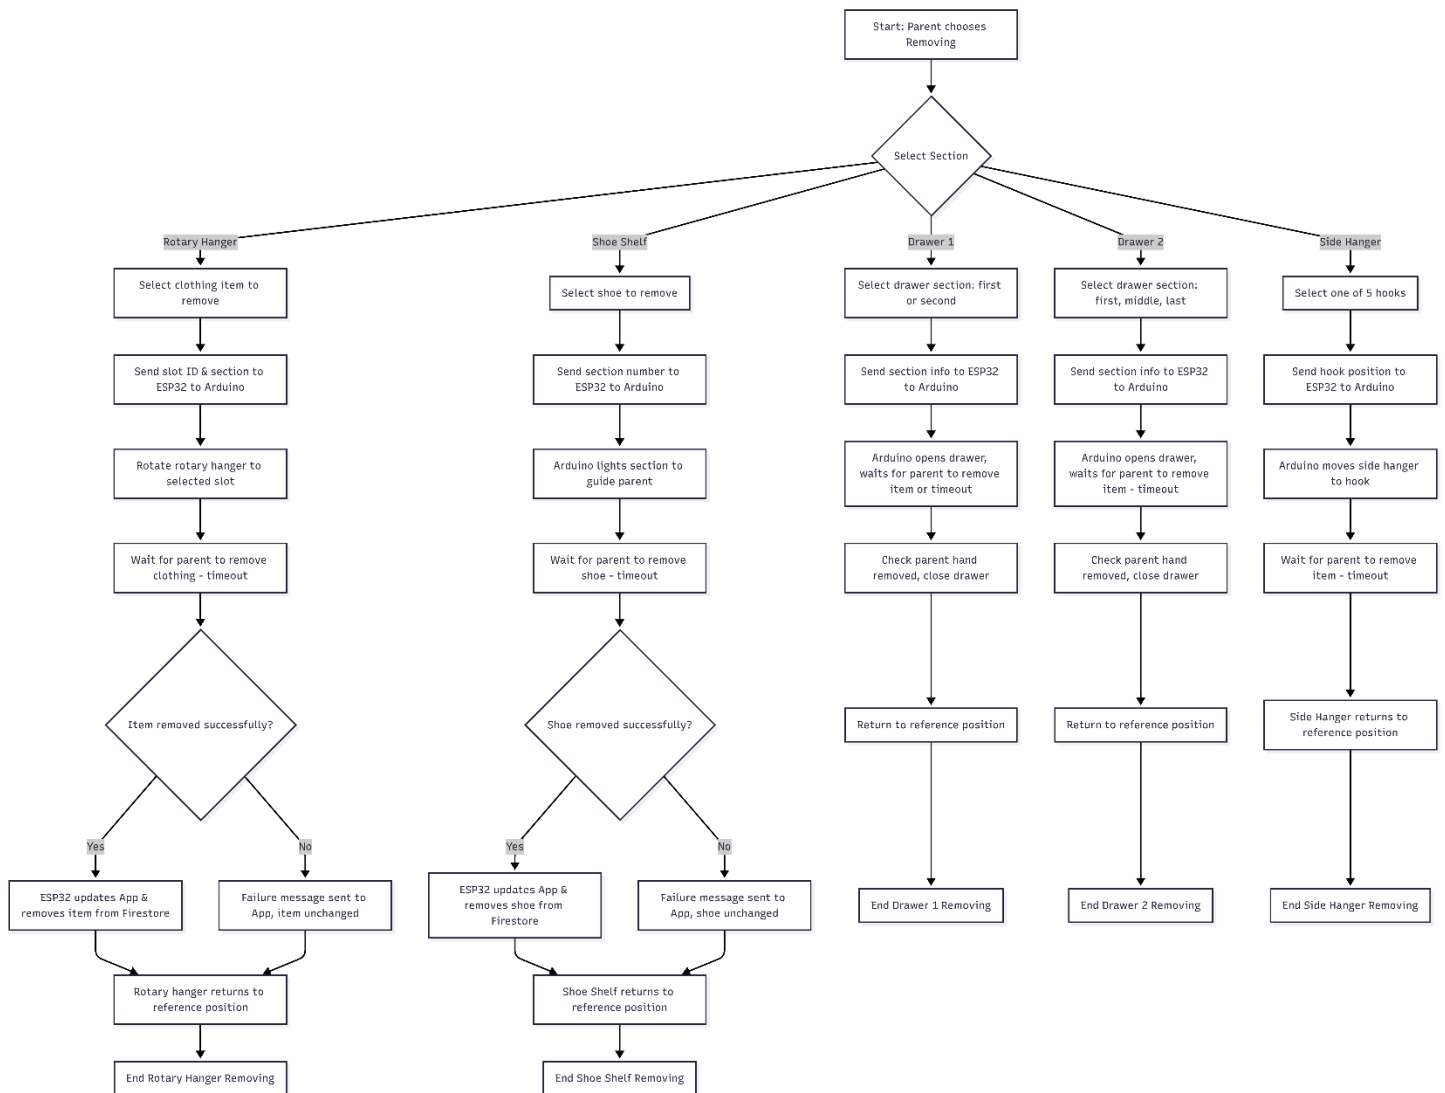 Start: Parent chooses
Removing
Select Section
Rotary Hanger
Shoe Shelf
Drawer 1
Drawer 2
Side Hanger
Select clothing item to
remove
Select shoe to remove
Select drawer section: first
or second
Select drawer section:
first, middle, last
Select one of 5 hooks
Send slot ID & section to
ESP32 to Arduino
Send section number to
ESP32 to Arduino
Send section info to ESP32
to Arduino
Send section info to ESP32
to Arduino
Send hook position to
ESP32 to Arduino
Rotate rotary hanger to
selected slot
Arduino lights section to
guide parent
Arduino opens drawer,
waits for parent to remove
item or timeout
Arduino opens drawer,
waits for parent to remove
item - timeout
Arduino moves side hanger
to hook
Wait for parent to remove
clothing - timeout
Wait for parent to remove
shoe - timeout
Check parent hand
removed, close drawer
Check parent hand
removed, close drawer
Wait for parent to remove
item - timeout
Item removed successfully?
Shoe removed successfully?
Return to reference position
Return to reference position
Side Hanger returns to
reference position
Yes
No
Yes
No
ESP32 updates App &
removes item from Firestore
Failure message sent to
App, item unchanged
ESP32 updates App &
removes shoe from
Firestore
Failure message sent to
App, shoe unchanged
End Drawer 1 Removing
End Drawer 2 Removing
End Side Hanger Removing
Rotary hanger returns to
reference position
Shoe Shelf returns to
reference position
End Rotary Hanger Removing
End Shoe Shelf Removing